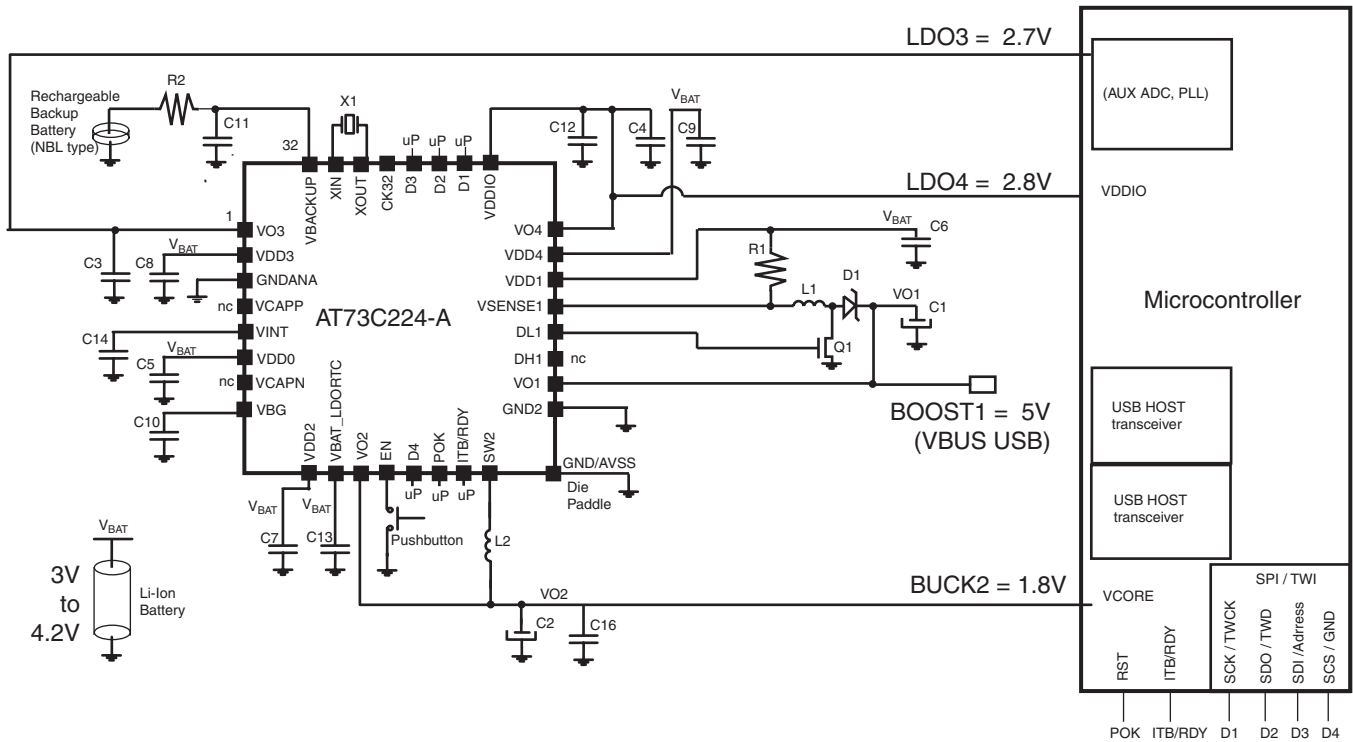 LDO3 = 2.7V
(AUX ADC, PLL)
Rechargeable
Backup
Battery
(NBL type)
R2
C11
X1
32
uP
uP
uP
C12
C4
VBAT
C9
VBACKUP
XIN
XOUT
CK32
D3
D2
D1
VDDIO
LDO4 = 2.8V
VDDIO
1
VO3
VDD3
GNDANA
VCAPP
VINT
VDD0
VCAPN
VBG
C3
C8
VBAT
nc
C14
C5
VBAT
nc
C10
AT73C224-A
VO4
VDD4
VDD1
VSENSE1
DL1
DH1
VO1
GND2
nc
VBAT
C6
R1
L1
D1
VO1
C1
Q1
BOOST1 = 5V
(VBUS USB)
Microcontroller
USB HOST
transceiver
USB HOST
transceiver
VDD2
VBAT_LDORTC
VO2
EN
D4
POK
ITB/RDY
SW2
GND/AVSS
Die
Paddle
uP
uP
uP
VBAT
VBAT
C7
C13
Pushbutton
L2
VBAT
3V
to
4.2V
Li-Ion
Battery
VO2
C2
C16
BUCK2 = 1.8V
VCORE
SPI / TWI
RST
ITB/RDY
SCK / TWCK
SDO / TWD
SDI /Adrress
SCS / GND
POK
ITB/RDY
D1
D2
D3
D4